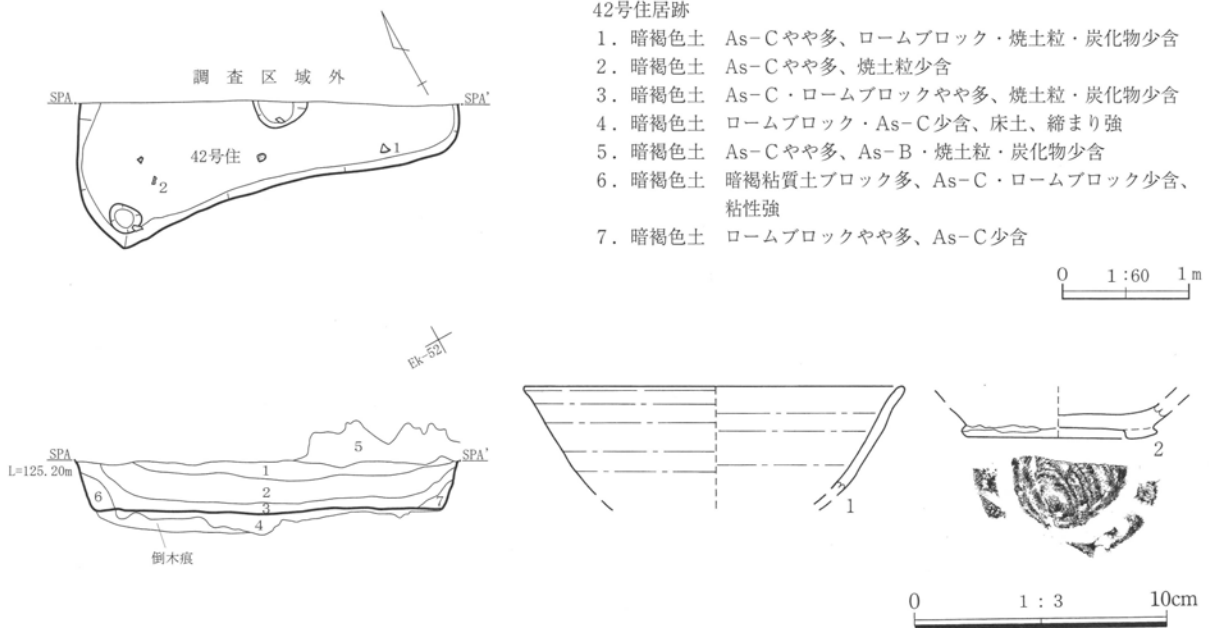 42号住居跡
1．暗褐色土　As-Cやや多、ロームブロック・焼土粒・炭化物少含
2．暗褐色土　As-Cやや多、焼土粒少含
3．暗褐色土　As-C・ロームブロックやや多、焼土粒・炭化物少含
4．暗褐色土　ロームブロック・As-C少含、床土、締まり強
5．暗褐色土　As-Cやや多、As-B・焼土粒・炭化物少含
6．暗褐色土　暗褐粘質土ブロック多、As-C・ロームブロック少含、
粘性強
7．暗褐色土　ロームブロックやや多、As-C少含
調査区域外
SPA SPA'
42号住 1
2
0 1:60 1m
Ek-52
5
SPA SPA'
L=125.20m
1
2
6 3 7
4
倒木痕
1
2
0 1:3 10cm